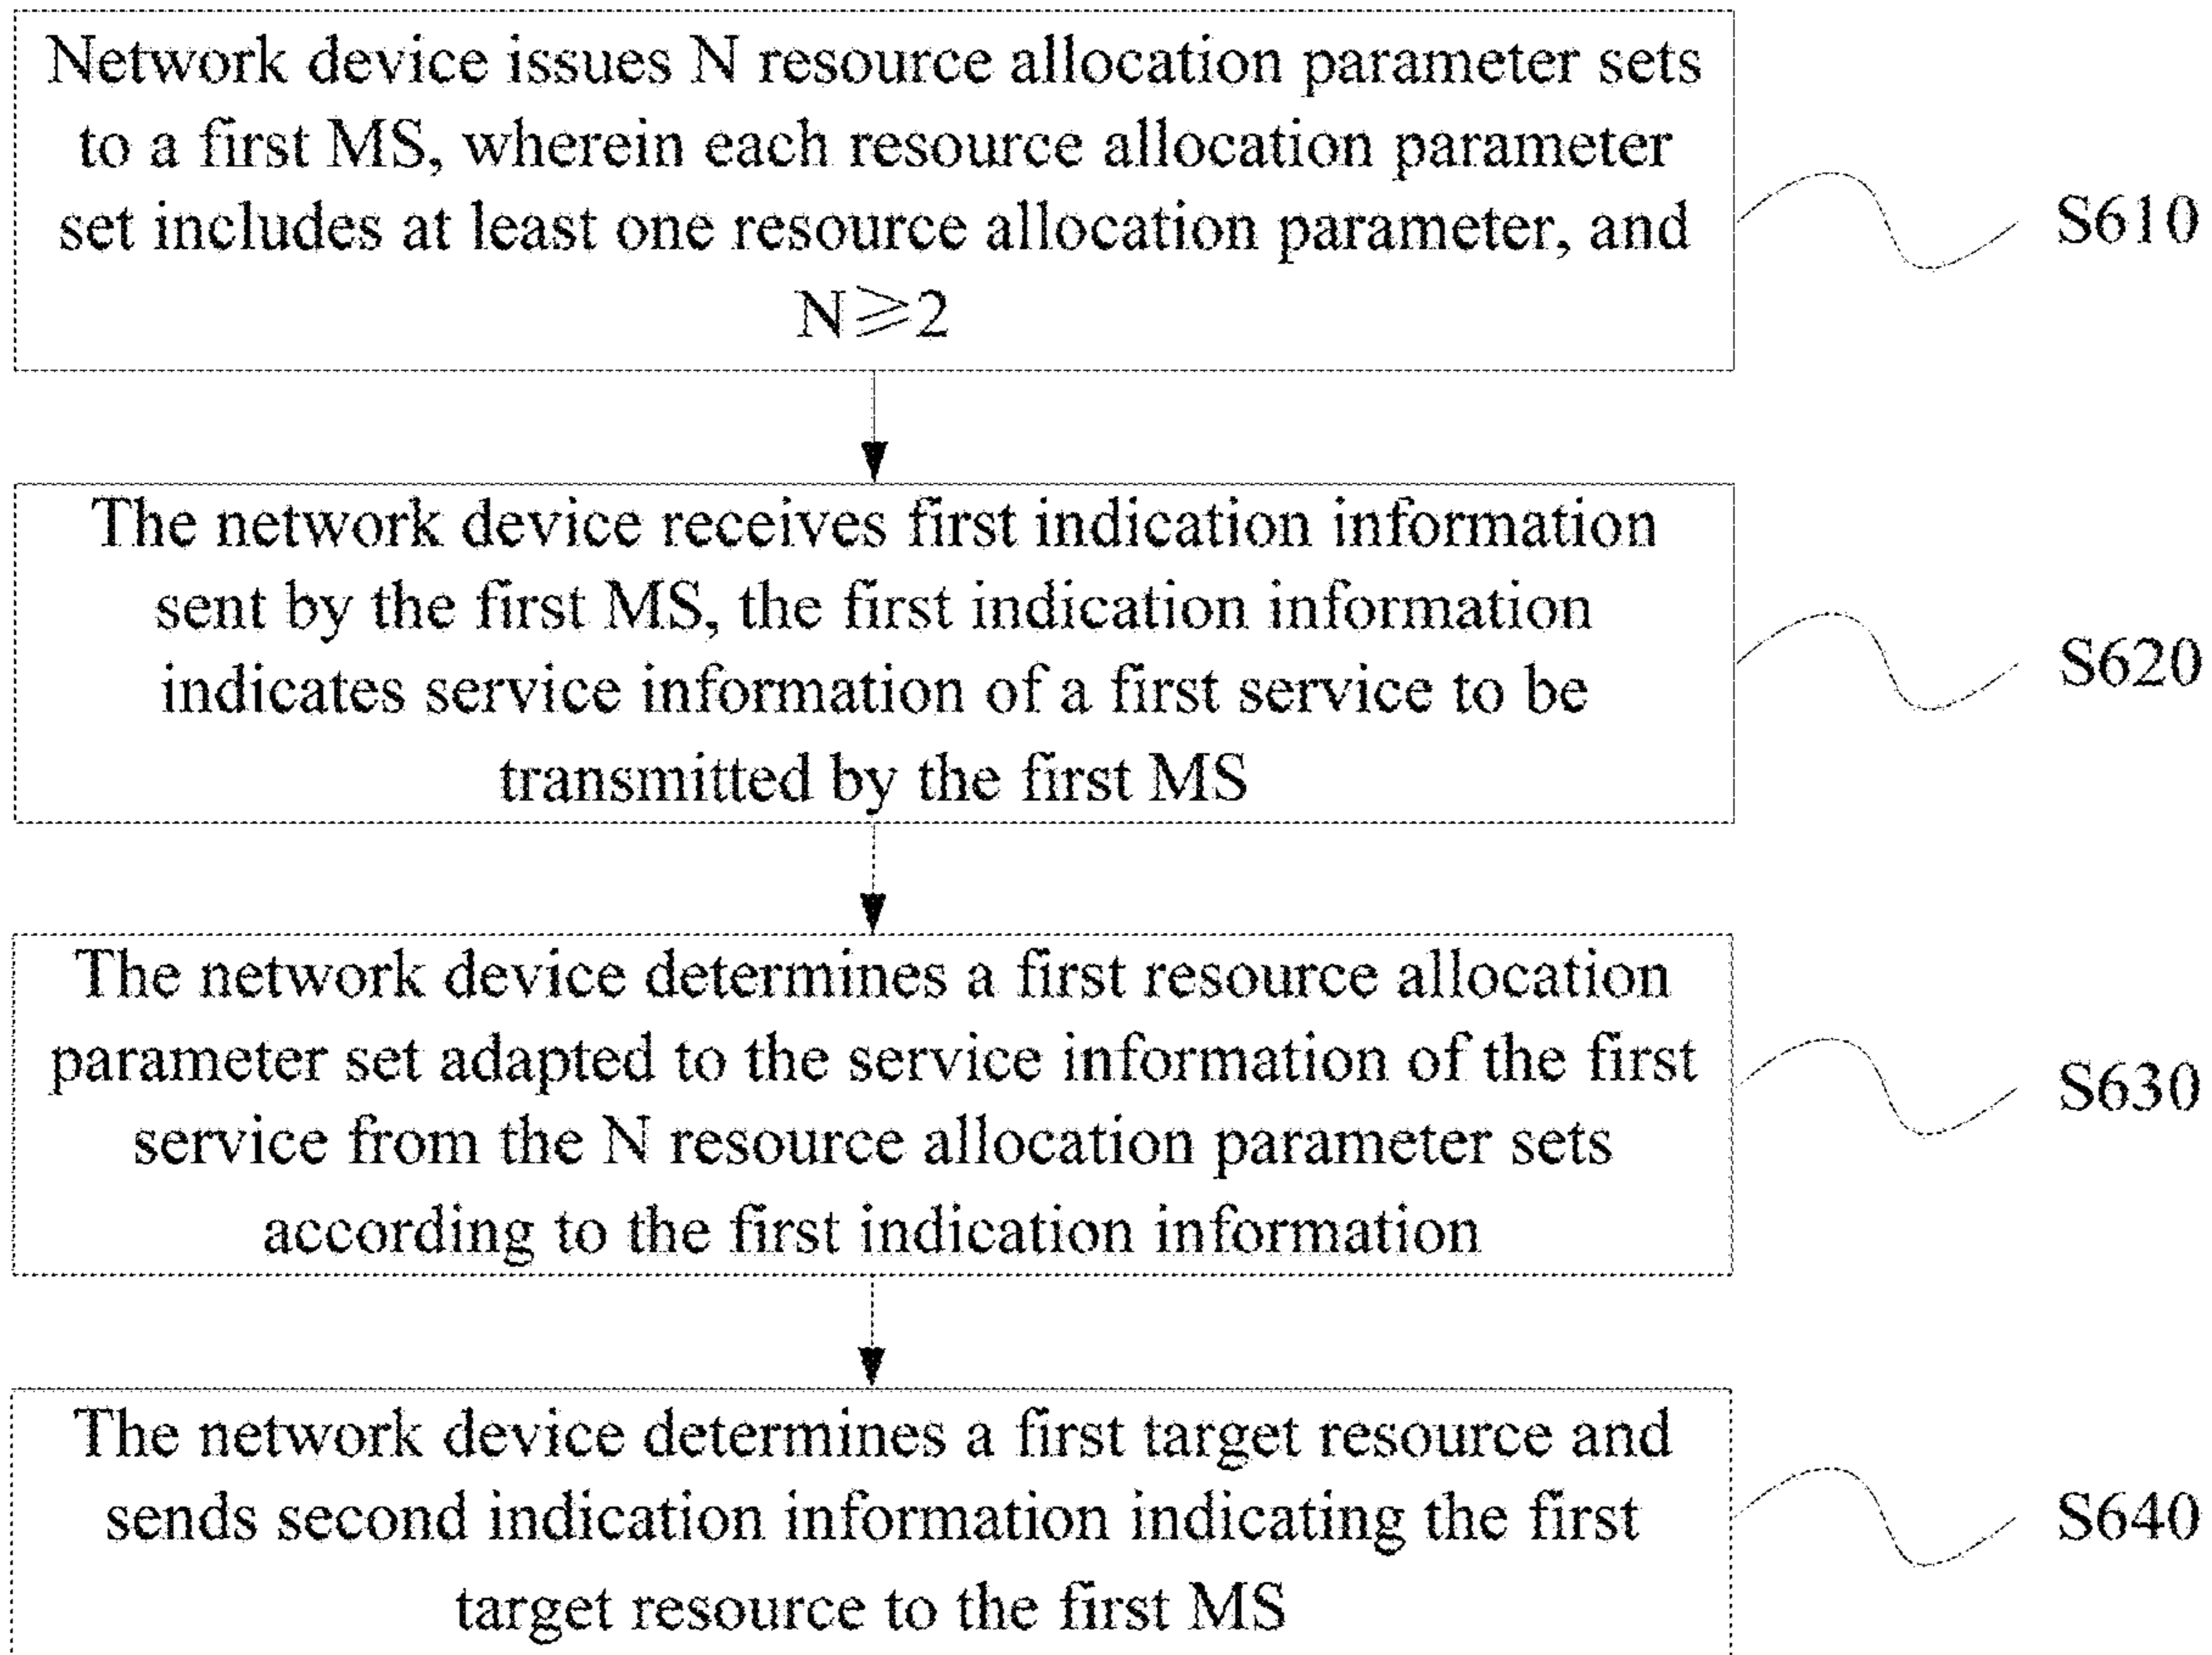 Network device issues N resource allocation parameter sets
to a first MS, wherein each resource allocation parameter
set includes at least one resource allocation parameter, and
N⩾2
S610
The network device receives first indication information
sent by the first MS, the first indication information
indicates service information of a first service to be
transmitted by the first MS
S620
The network device determines a first resource allocation
parameter set adapted to the service information of the first
service from the N resource allocation parameter sets
according to the first indication information
S630
The network device determines a first target resource and
sends second indication information indicating the first
target resource to the first MS
S640